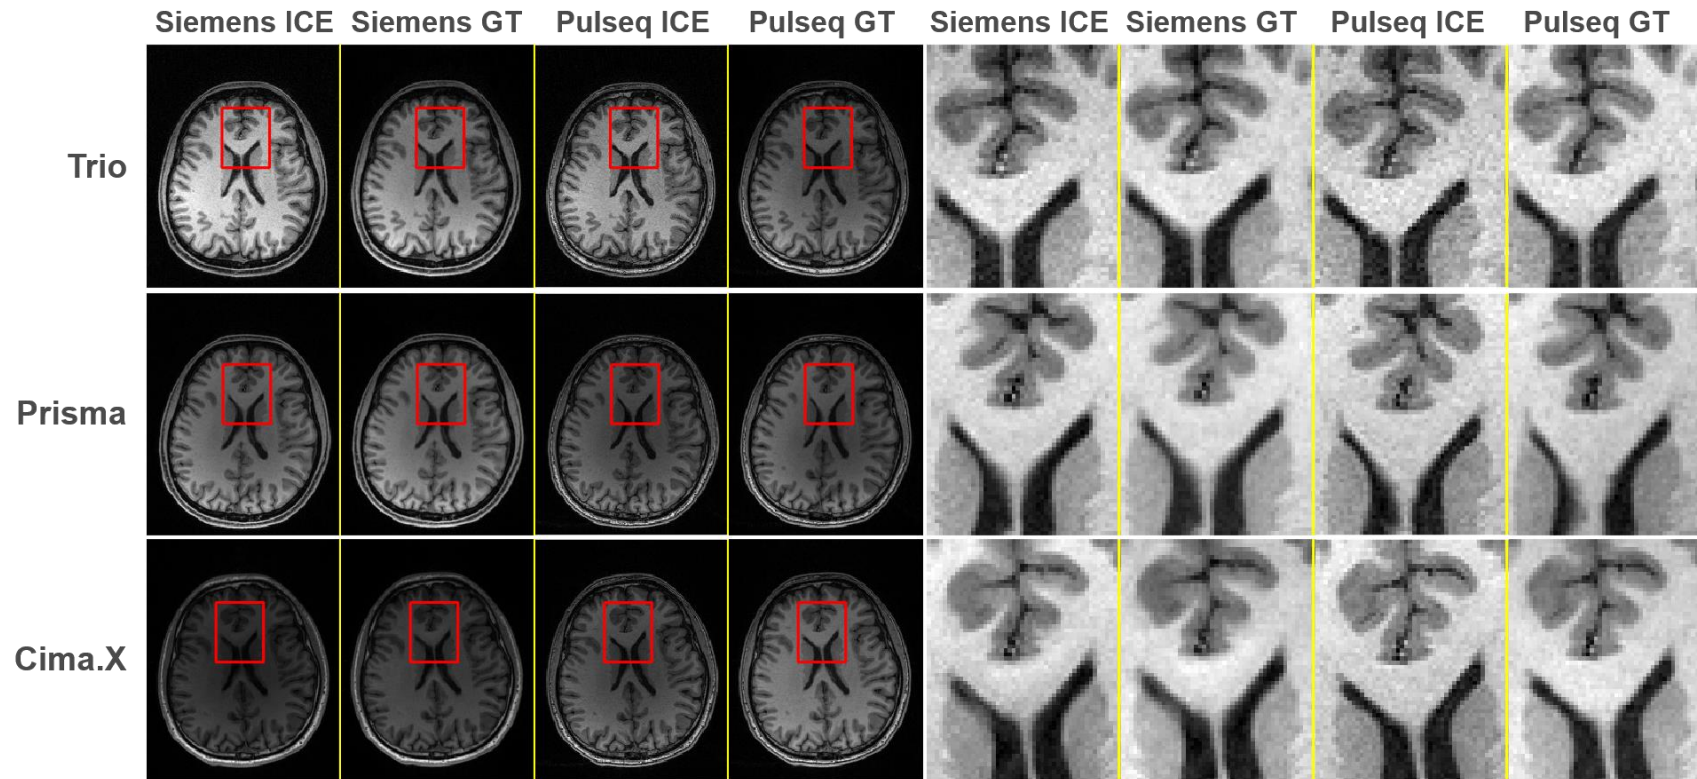 Siemens ICE Siemens GT Pulseq ICE Pulseq GT Siemens ICE Siemens GT Pulseq ICE Pulseq GT
Trio
Prisma
Cima.X